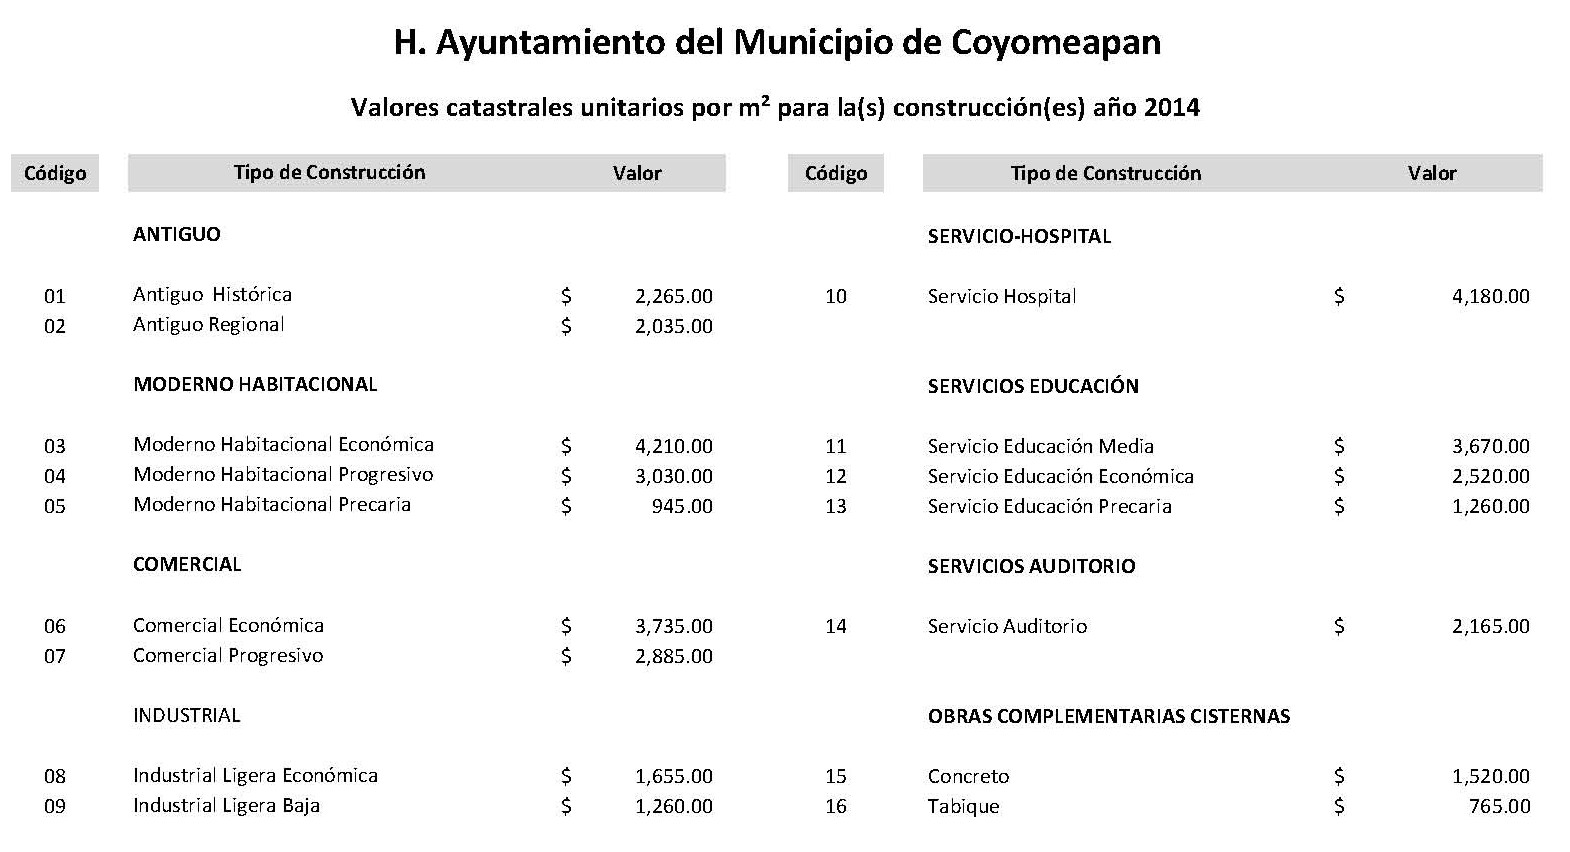 H. Ayuntamiento del Municipio de Coyomeapan
Valores catastrales unitarios por m² para la(s) construcción(es) año 2014
Código Tipo de Construcción Valor
ANTIGUO
01 Antiguo Histórica $ 2,265.00
02 Antiguo Regional $ 2,035.00
MODERNO HABITACIONAL
03 Moderno Habitacional Económica $ 4,210.00
04 Moderno Habitacional Progresivo $ 3,030.00
05 Moderno Habitacional Precaria $ 945.00
COMERCIAL
06 Comercial Económica $ 3,735.00
07 Comercial Progresivo $ 2,885.00
INDUSTRIAL
08 Industrial Ligera Económica $ 1,655.00
09 Industrial Ligera Baja $ 1,260.00
Código Tipo de Construcción Valor
SERVICIO-HOSPITAL
10 Servicio Hospital $ 4,180.00
SERVICIOS EDUCACIÓN
11 Servicio Educación Media $ 3,670.00
12 Servicio Educación Económica $ 2,520.00
13 Servicio Educación Precaria $ 1,260.00
SERVICIOS AUDITORIO
14 Servicio Auditorio $ 2,165.00
OBRAS COMPLEMENTARIAS CISTERNAS
15 Concreto $ 1,520.00
16 Tabique $ 765.00